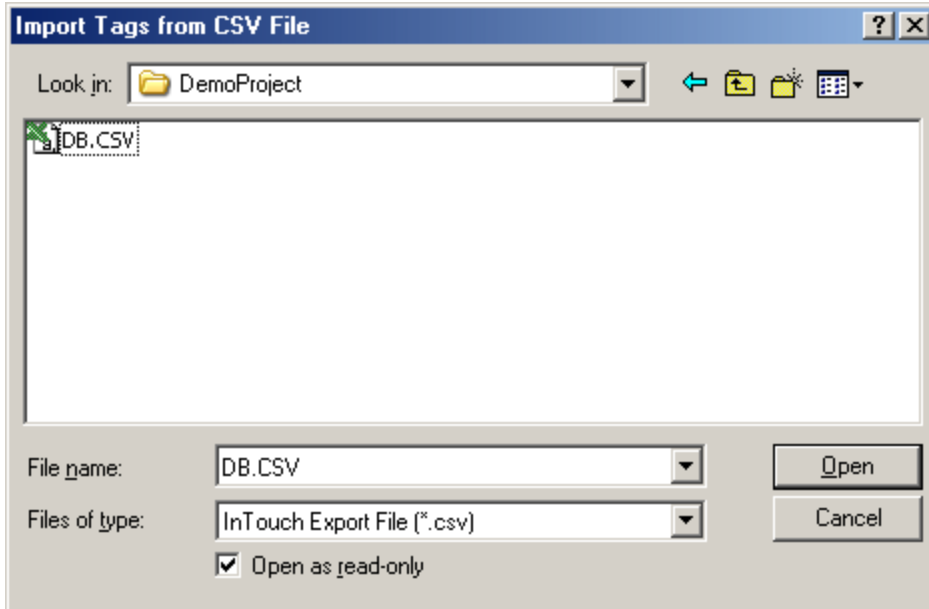 Import Tags from CSV File
Look in: DemoProject
DB.CSV
File name: DB.CSV Open
Files of type: InTouch Export File (*.csv) Cancel
Open as read-only